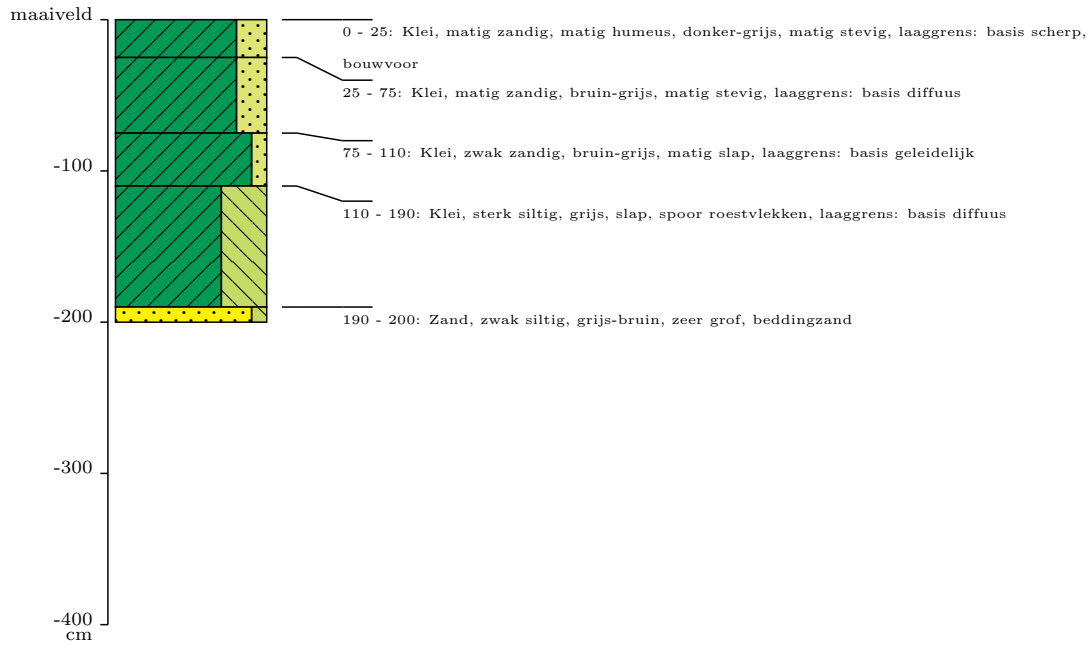 maaiveld
0 - 25: Klei, matig zandig, matig humeus, donker-grijs, matig stevig, laaggrens: basis scherp,
bouwvoor
25 - 75: Klei, matig zandig, bruin-grijs, matig stevig, laaggrens: basis diffuus
75 - 110: Klei, zwak zandig, bruin-grijs, matig slap, laaggrens: basis geleidelijk
-100
110 - 190: Klei, sterk siltig, grijs, slap, spoor roestvlekken, laaggrens: basis diffuus
-200
190 - 200: Zand, zwak siltig, grijs-bruin, zeer grof, beddingzand
-300
-400
cm